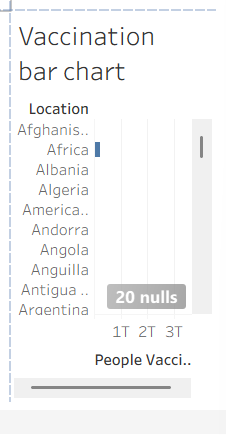 Vaccination
bar chart
Location
Afghanis..
Africa
Albania
Algeria
America..
Andorra
Angola
Anguilla
Antigua ..
Argentina
20 nulls
1T 2T 3T
People Vacci..